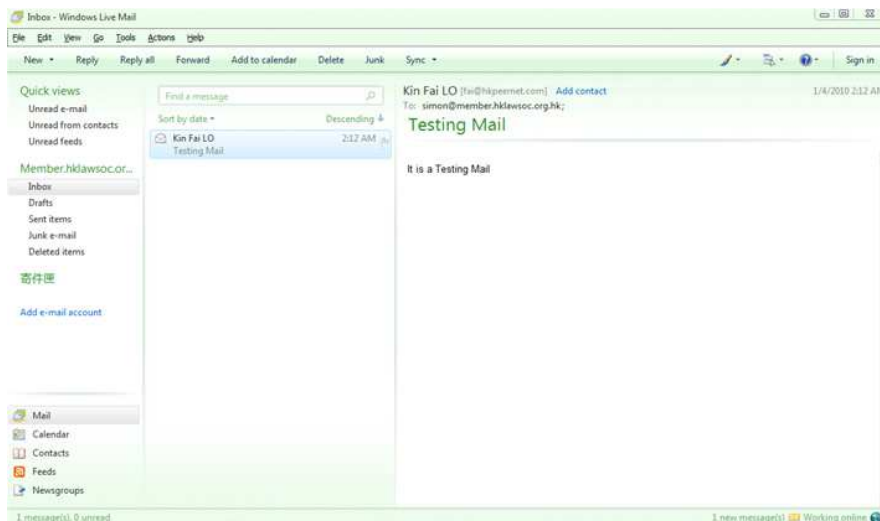 Inbox - Windows Live Mail
File Edit View Go Tools Actions Help
New Reply Reply all Forward Add to calendar Delete Junk Sync Sign in
Quick views
Unread e-mail
Unread from contacts
Unread feeds
Member.hklawsoc.or...
Inbox
Drafts
Sent items
Junk e-mail
Deleted items
寄件匣
Add e-mail account
Mail
Calendar
Contacts
Feeds
Newsgroups
Find a message
Sort by date Descending
Kin Fai LO 2:12 AM
Testing Mail
Kin Fai LO [fai@hkpeernet.com] Add contact 1/4/2010 2:12 AM
To: simon@member.hklawsoc.org.hk;
Testing Mail
It is a Testing Mail
1 message(s), 0 unread 1 new message(s) Working online